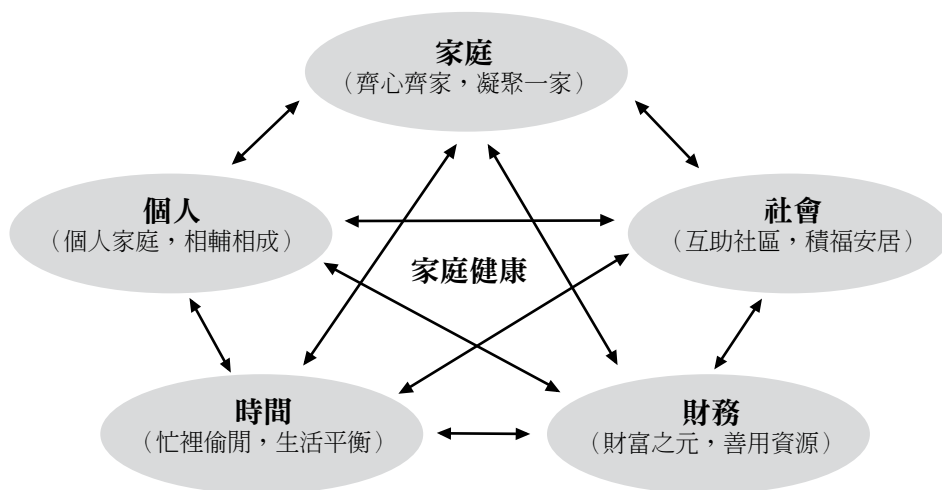 家庭
（齊心齊家，凝聚一家）
個人
（個人家庭，相輔相成）
社會
（互助社區，積福安居）
家庭健康
時間
（忙裡偷閒，生活平衡）
財務
（財富之元，善用資源）